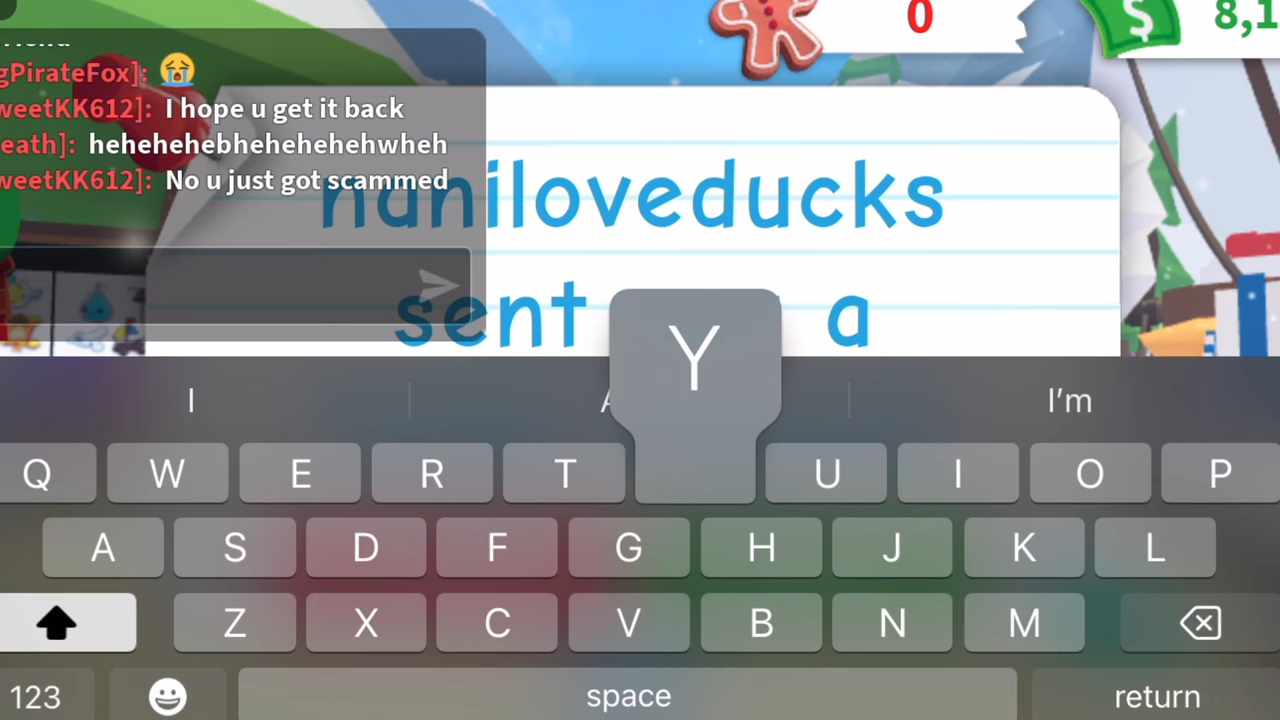 0
8,1
gPirateFox]: 😭
weetKK612]: I hope u get it back
eath]: hehehehebhehehehehwheh
weetKK612]: No u just got scammed
naniloveducks
sent a
Y
I I'm
Q W E R T U I O P
A S D F G H J K L
Z X C V B N M
123 space return